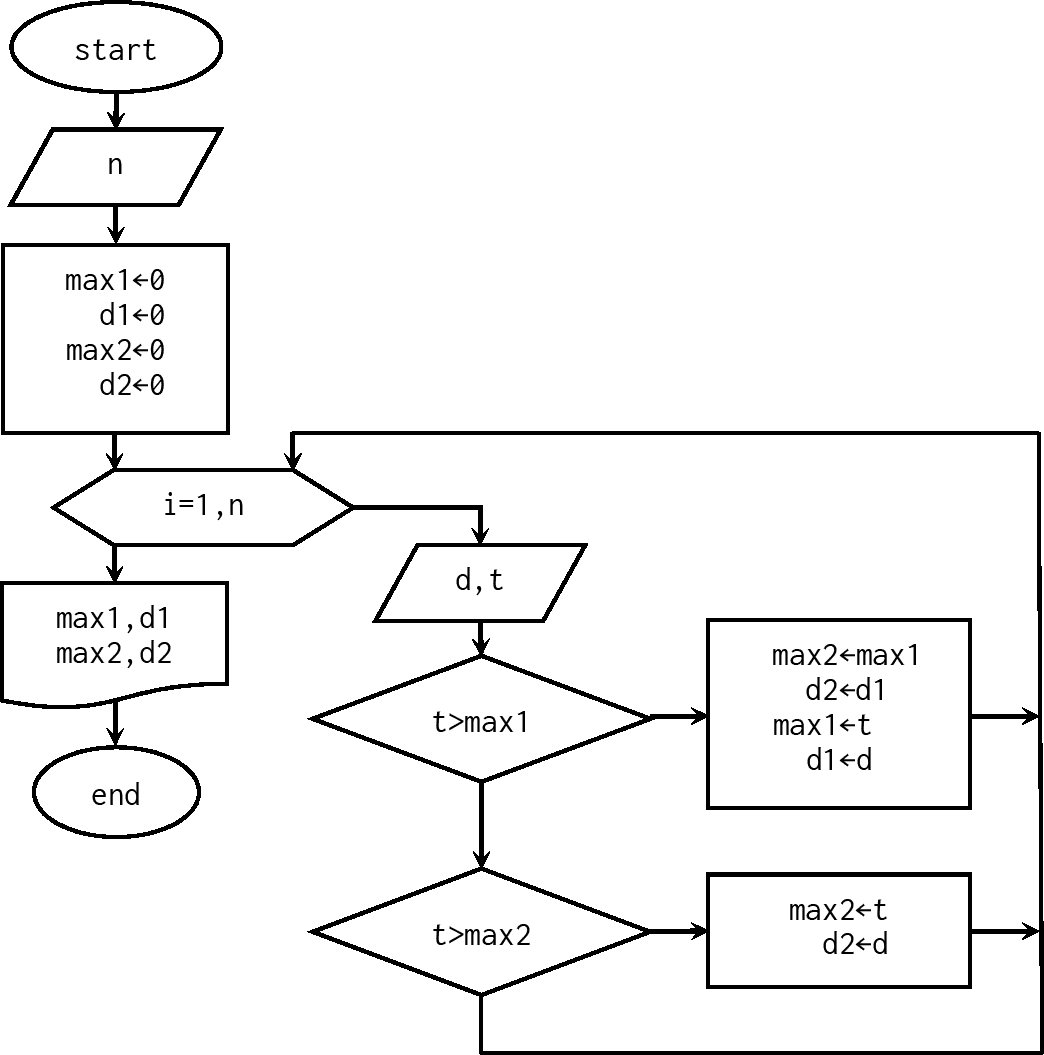 start
n
max1←0
d1←0
max2←0
d2←0
i=1,n
d,t
max1,d1
max2,d2
t>max1
max2←max1
d2←d1
max1←t
d1←d
end
t>max2
max2←t
d2←d